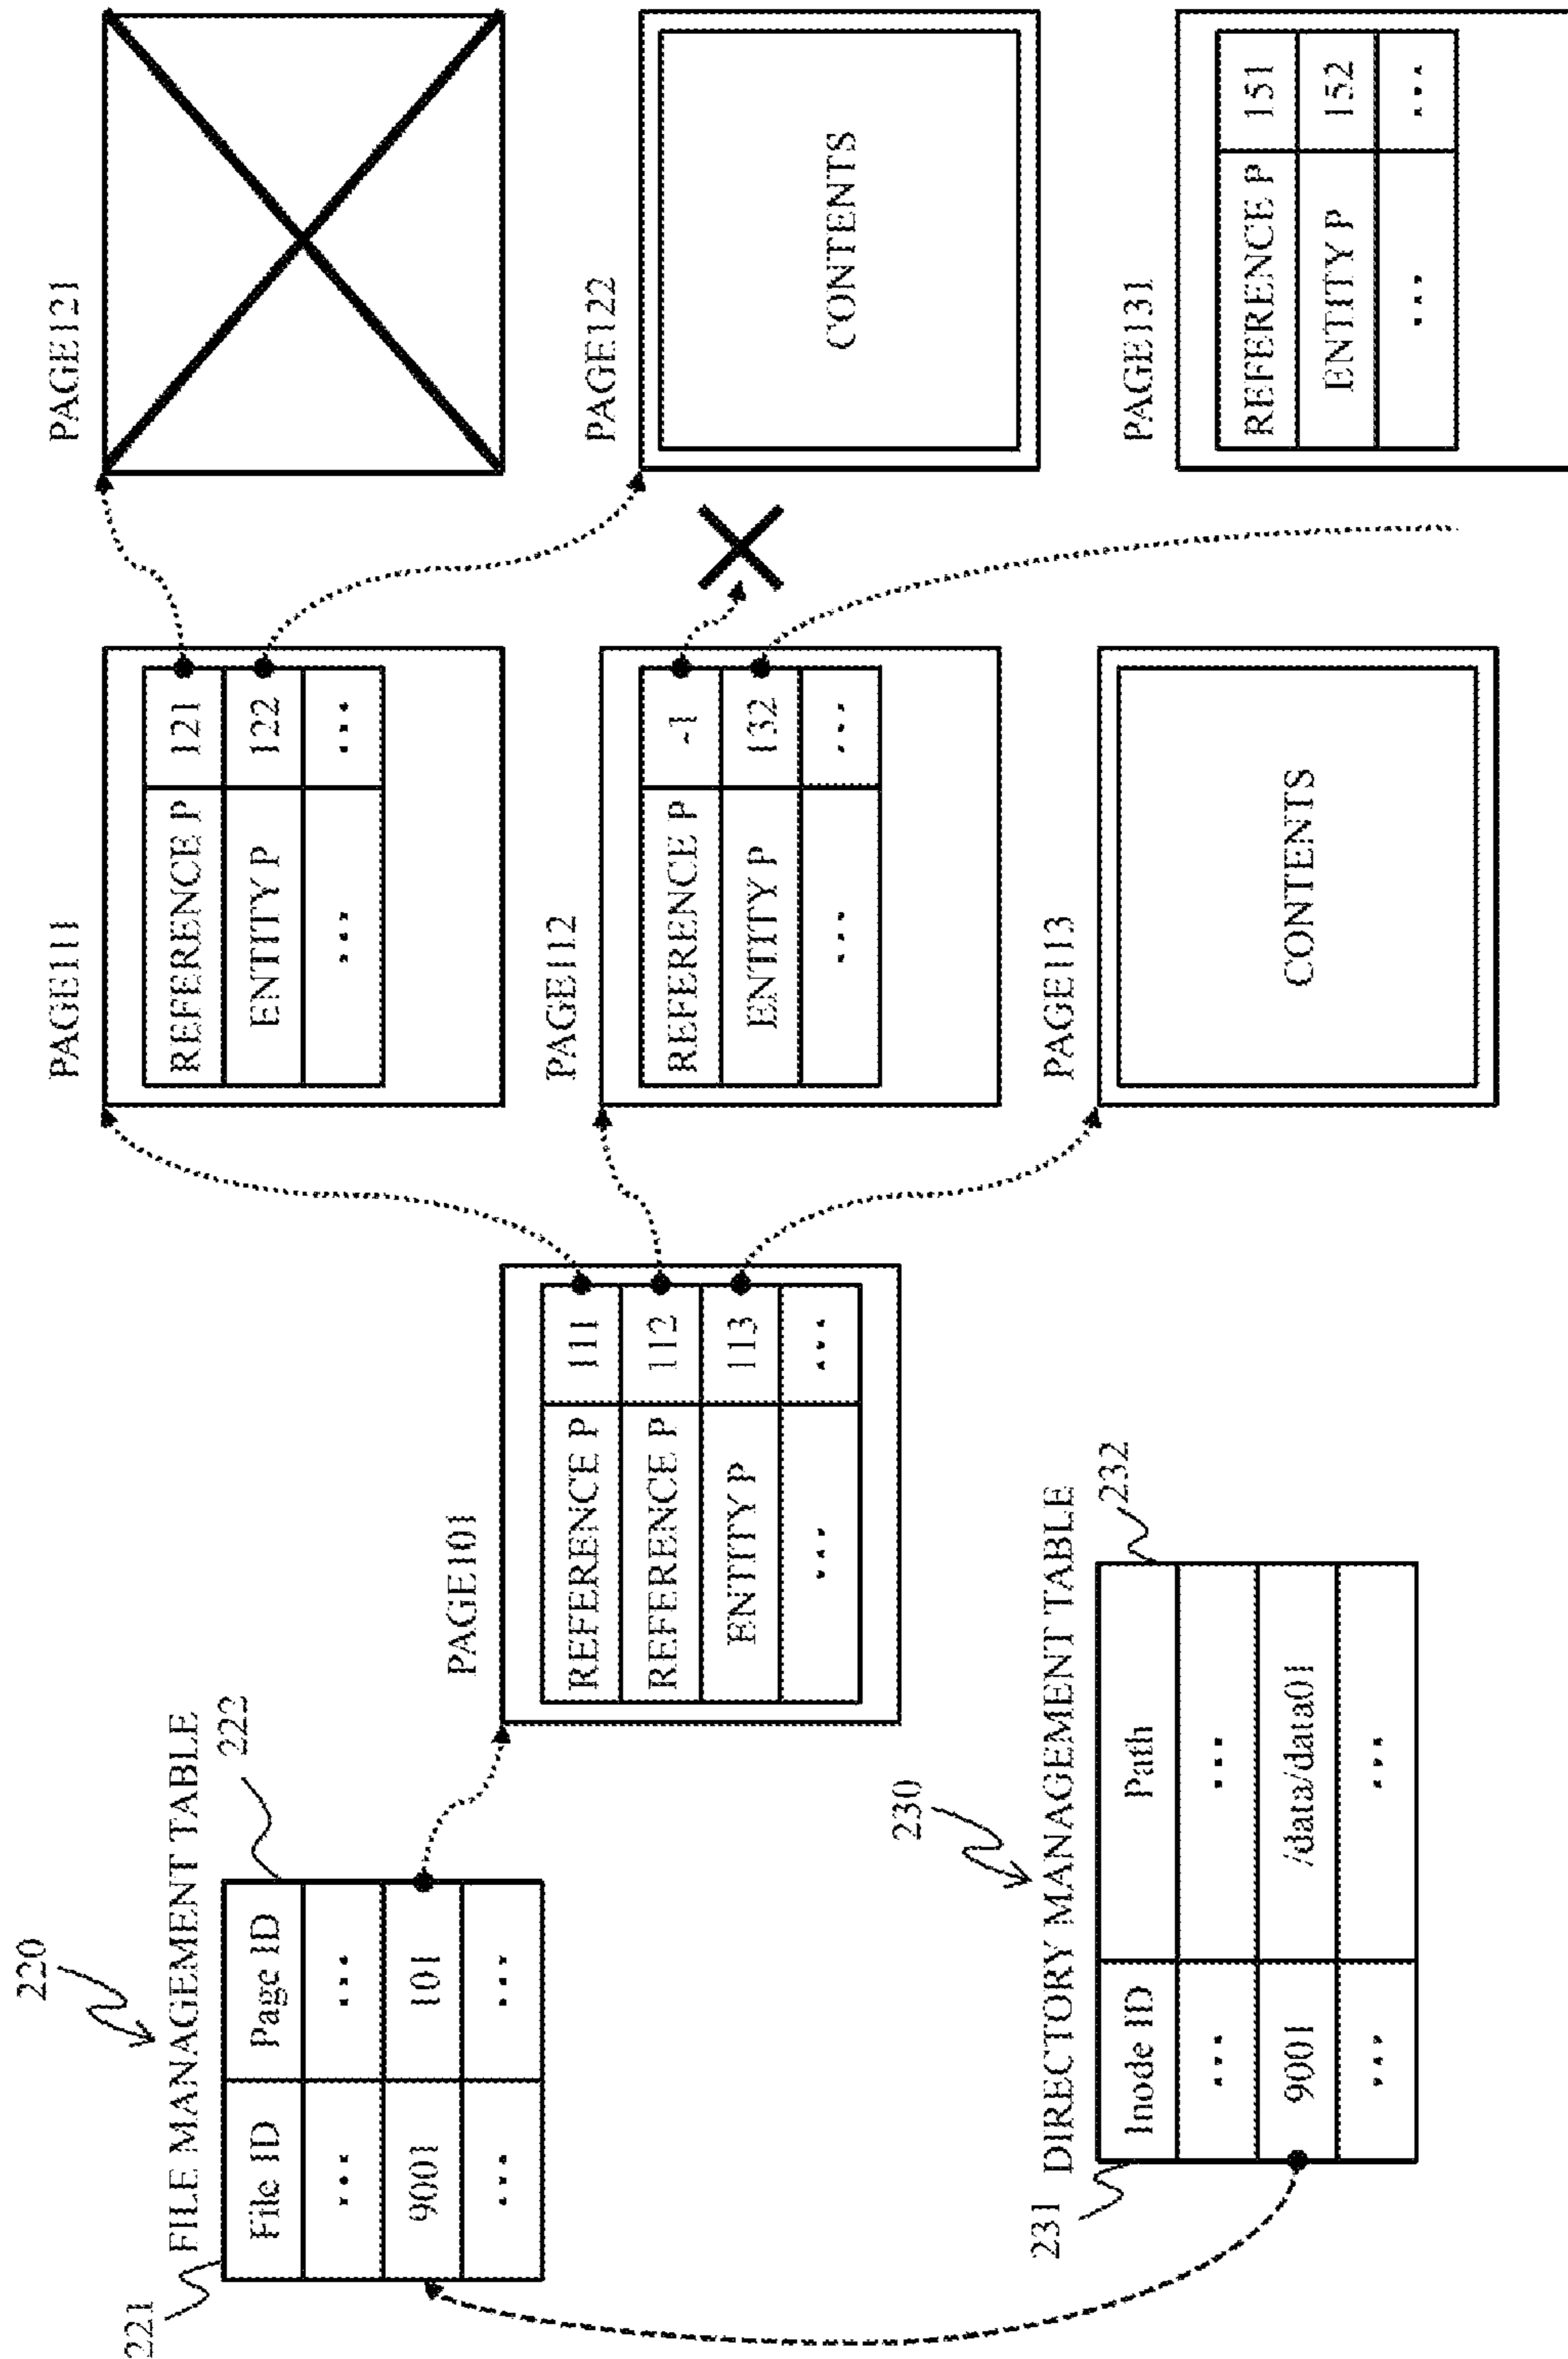 220
FILE MANAGEMENT TABLE
221
222
File ID Page ID
... ...
9001 101
... ...
230
DIRECTORY MANAGEMENT TABLE
231
232
Inode ID Path
... ...
9001 /data/data01
... ...
PAGE101
REFERENCE P 111
REFERENCE P 112
ENTITY P 113
... ...
PAGE111
REFERENCE P 121
ENTITY P 122
... ...
PAGE112
REFERENCE P -1
ENTITY P 132
... ...
PAGE113
CONTENTS
PAGE121
PAGE122
CONTENTS
PAGE131
REFERENCE P 151
ENTITY P 152
... ...